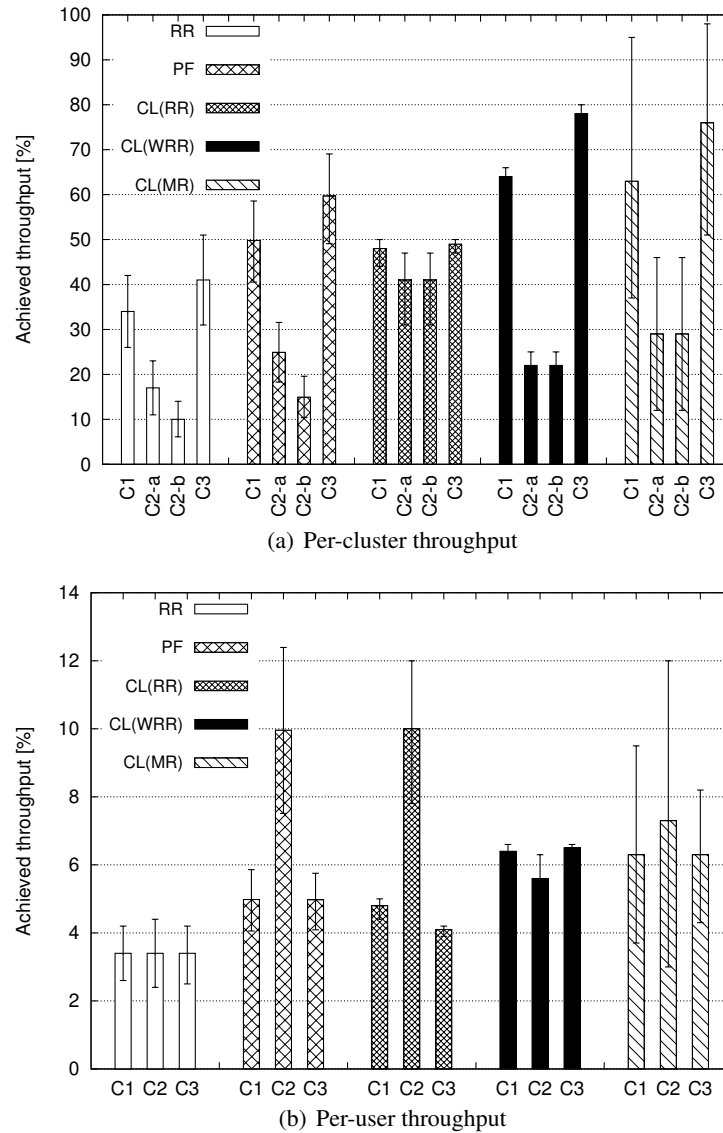 100
90
80
70
60
50
40
30
20
10
0
Achieved throughput [%]
RR
PF
CL(RR)
CL(WRR)
CL(MR)
C1 C2-a C2-b C3 C1 C2-a C2-b C3 C1 C2-a C2-b C3 C1 C2-a C2-b C3 C1 C2-a C2-b C3
(a) Per-cluster throughput
14
12
10
8
6
4
2
0
Achieved throughput [%]
RR
PF
CL(RR)
CL(WRR)
CL(MR)
C1 C2 C3 C1 C2 C3 C1 C2 C3 C1 C2 C3 C1 C2 C3
(b) Per-user throughput